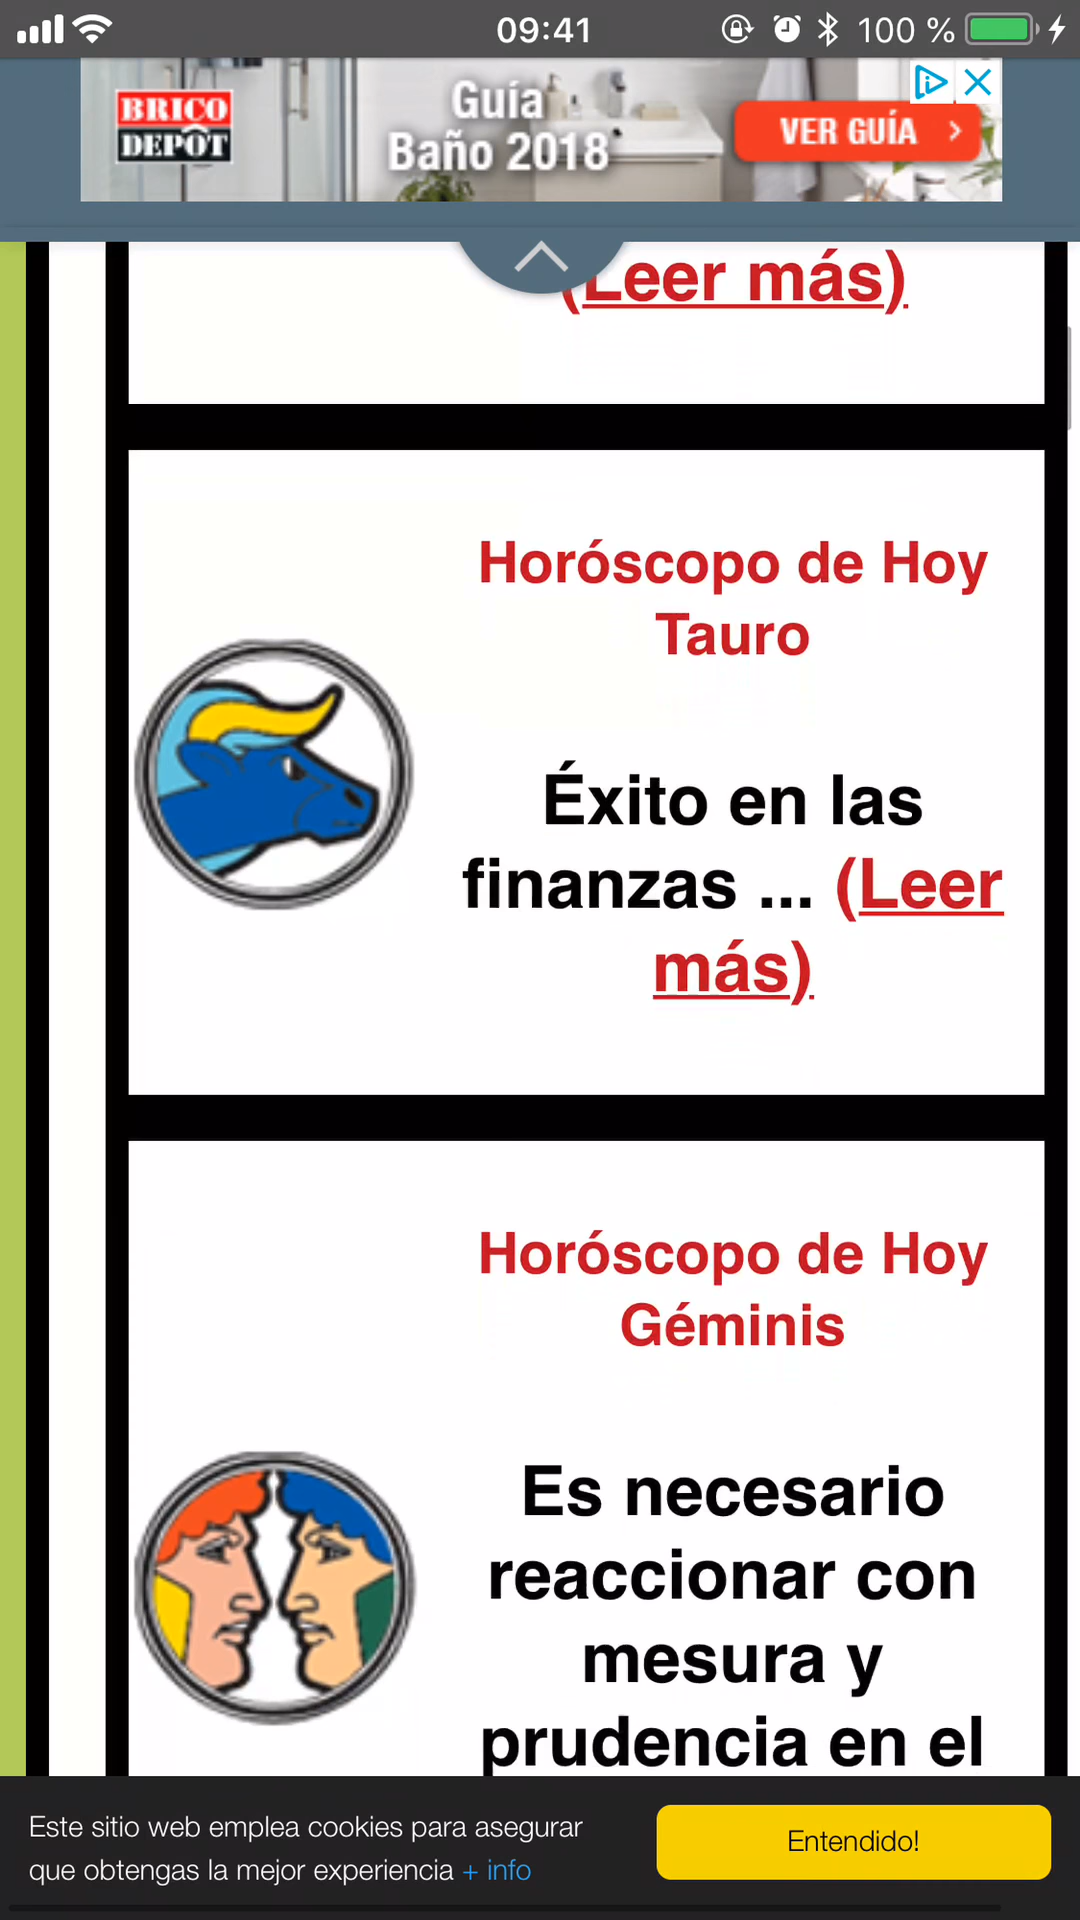 09:41
100 %
BRICO
DEPÔT
Guía
Baño 2018
VER GUÍA
(Leer más)
Horóscopo de Hoy
Tauro
Éxito en las
finanzas ... (Leer
más)
Horóscopo de Hoy
Géminis
Es necesario
reaccionar con
mesura y
prudencia en el
Este sitio web emplea cookies para asegurar
que obtengas la mejor experiencia + info
Entendido!